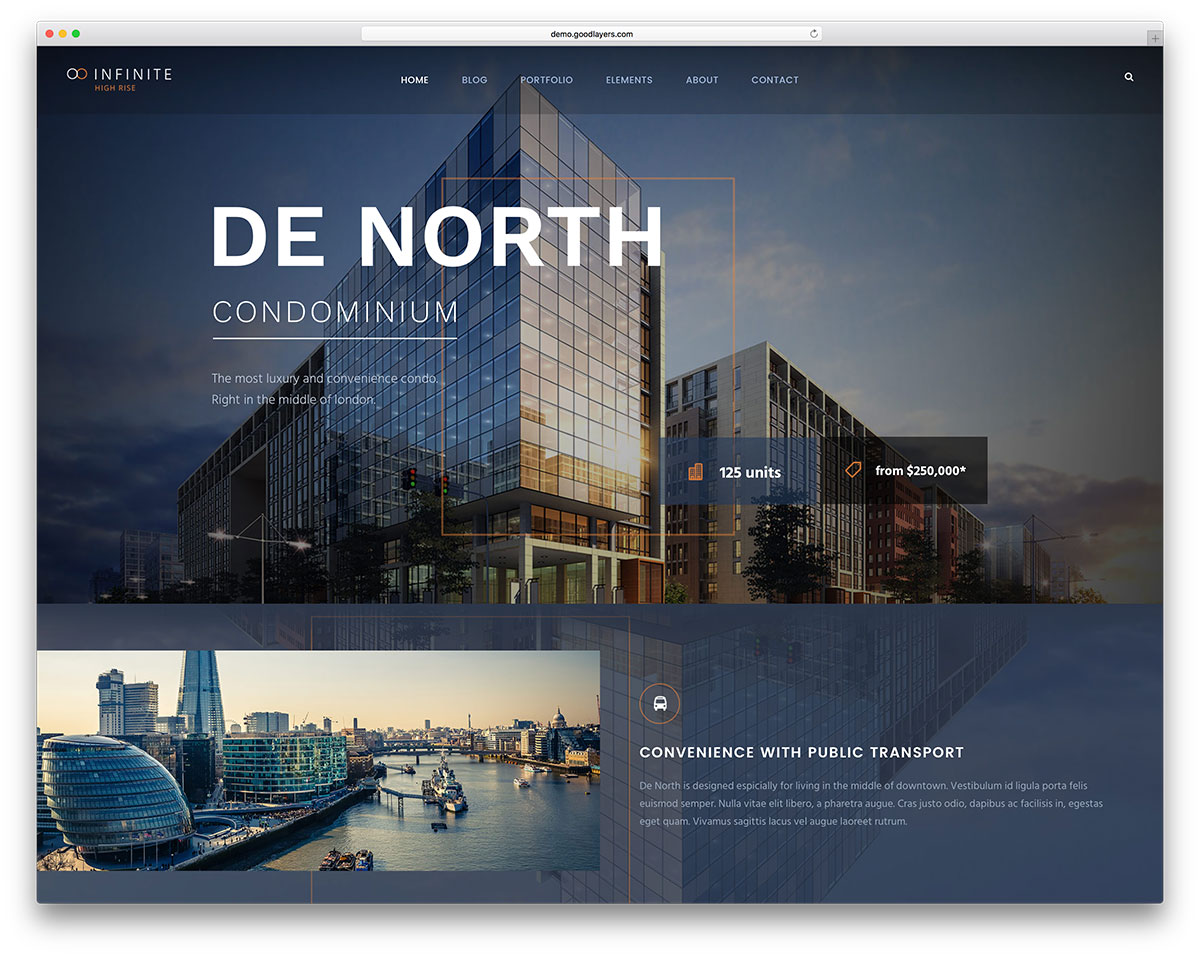 demo.goodlayers.com
INFINITE
HIGH RISE
HOME BLOG PORTFOLIO ELEMENTS ABOUT CONTACT
DE NORTH
CONDOMINIUM
The most luxury and convenience condo.
Right in the middle of london.
125 units
from $250,000*
CONVENIENCE WITH PUBLIC TRANSPORT
De North is designed espicially for living in the middle of downtown. Vestibulum id ligula porta felis
euismod semper. Nulla vitae elit libero, a pharetra augue. Cras justo odio, dapibus ac facilisis in, egestas
eget quam. Vivamus sagittis lacus vel augue laoreet rutrum.